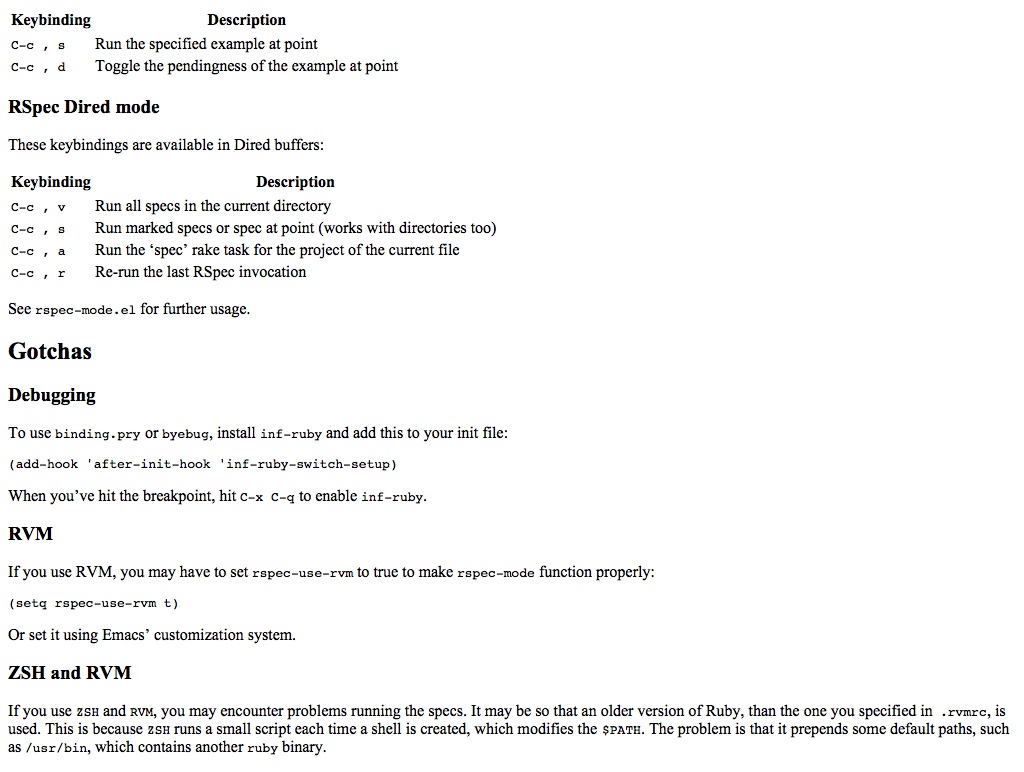 Keybinding Description
C-c , s Run the specified example at point
C-c , d Toggle the pendingness of the example at point
RSpec Dired mode
These keybindings are available in Dired buffers:
Keybinding Description
C-c , v Run all specs in the current directory
C-c , s Run marked specs or spec at point (works with directories too)
C-c , a Run the ‘spec’ rake task for the project of the current file
C-c , r Re-run the last RSpec invocation
See rspec-mode.el for further usage.
Gotchas
Debugging
To use binding.pry or byebug, install inf-ruby and add this to your init file:
(add-hook 'after-init-hook 'inf-ruby-switch-setup)
When you’ve hit the breakpoint, hit C-x C-q to enable inf-ruby.
RVM
If you use RVM, you may have to set rspec-use-rvm to true to make rspec-mode function properly:
(setq rspec-use-rvm t)
Or set it using Emacs’ customization system.
ZSH and RVM
If you use ZSH and RVM, you may encounter problems running the specs. It may be so that an older version of Ruby, than the one you specified in .rvmrc, is
used. This is because ZSH runs a small script each time a shell is created, which modifies the $PATH. The problem is that it prepends some default paths, such
as /usr/bin, which contains another ruby binary.